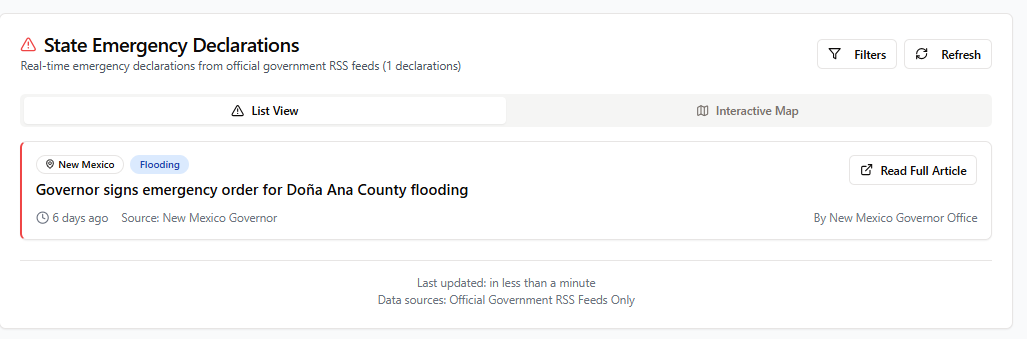 State Emergency Declarations
Real-time emergency declarations from official government RSS feeds (1 declarations)
Filters
Refresh
List View
Interactive Map
New Mexico
Flooding
Read Full Article
Governor signs emergency order for Doña Ana County flooding
6 days ago
Source: New Mexico Governor
By New Mexico Governor Office
Last updated: in less than a minute
Data sources: Official Government RSS Feeds Only